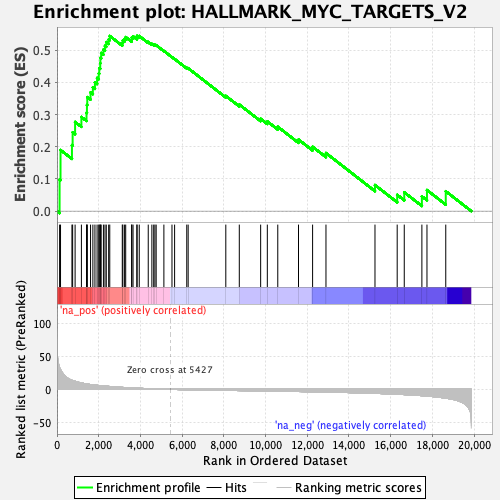 Enrichment plot: HALLMARK_MYC_TARGETS_V2
Enrichment score (ES)
0.5
0.4
0.3
0.2
0.1
0.0
'na_pos' (positively correlated)
Ranked list metric (PreRanked)
100
50
0
-50
Zero cross at 5427
'na_neg' (negatively correlated)
0
2,000
4,000
6,000
8,000
10,000
12,000
14,000
16,000
18,000
20,000
Rank in Ordered Dataset
Enrichment profile
Hits
Ranking metric scores